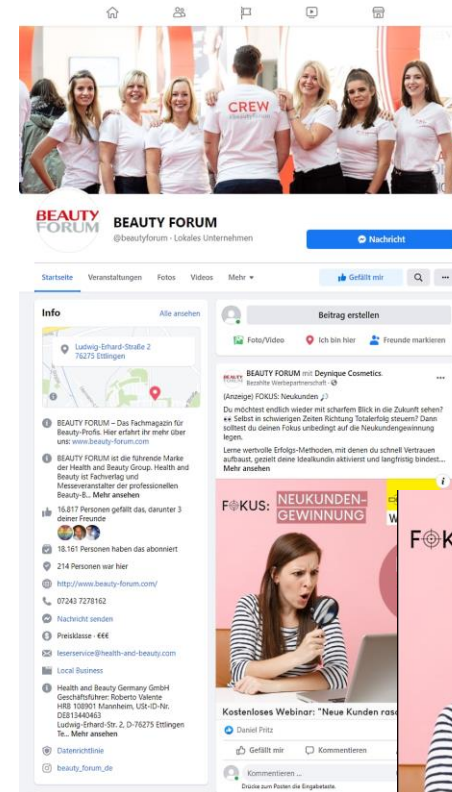 CREW
#beautyforum
BEAUTY
FORUM
BEAUTY FORUM
@beautyforum · Lokales Unternehmen
Nachricht
Startseite Veranstaltungen Fotos Videos Mehr
Gefällt mir
Info
Alle ansehen
Ludwig-Erhard-Straße 2
76275 Ettlingen
BEAUTY FORUM – Das Fachmagazin für
Beauty-Profis. Hier erfahrt ihr mehr über
uns: www.beauty-forum.com
BEAUTY FORUM ist die führende Marke
der Health and Beauty Group. Health and
Beauty ist Fachverlag und
Messeveranstalter der professionellen
Beauty-B... Mehr ansehen
16.817 Personen gefällt das, darunter 3
deiner Freunde
18.161 Personen haben das abonniert
214 Personen war hier
http://www.beauty-forum.com/
07243 7278162
Nachricht senden
Preisklasse · €€€
leserservice@health-and-beauty.com
Local Business
Health and Beauty Germany GmbH
Geschäftsführer: Roberto Valente
HRB 108901 Mannheim, USt-ID-Nr.
DE813440463
Ludwig-Erhard-Str. 2, D-76275 Ettlingen
Te... Mehr ansehen
Datenrichtlinie
beauty_forum_de
Beitrag erstellen
Foto/Video Ich bin hier Freunde markieren
BEAUTY FORUM mit Deynique Cosmetics.
Bezahlte Werbepartnerschaft
(Anzeige) FOKUS: Neukunden
Du möchtest endlich wieder mit scharfem Blick in die Zukunft sehen?
Selbst in schwierigen Zeiten Richtung Totalerfolg steuern? Dann
solltest du deinen Fokus unbedingt auf die Neukundengewinnung
legen.
Lerne wertvolle Erfolgs-Methoden, mit denen du schnell Vertrauen
aufbaust, gezielt deine Idealkundin aktivierst und langfristig bindest...
Mehr ansehen
FOKUS: NEUKUNDEN-
GEWINNUNG
W
FOK
Kostenloses Webinar: "Neue Kunden rasc
Daniel Fritz
Gefällt mir Kommentieren
Kommentieren ...
Drücke zum Posten die Eingabetaste.